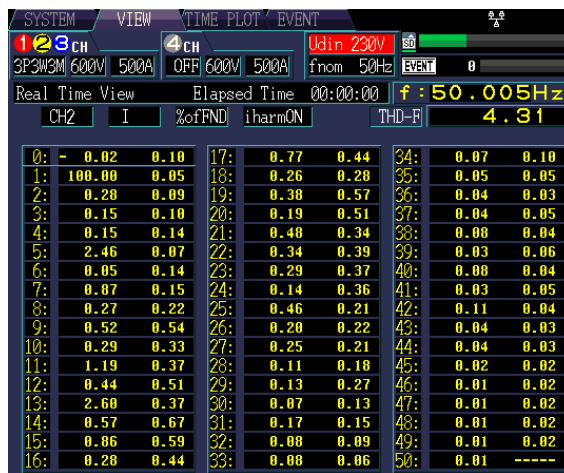 SYSTEM VIEW TIME PLOT EVENT
1 2 3 CH 4 CH Udin 230V SD
3P3W3M 600V 500A OFF 600V 500A fnom 50Hz EVENT 0
Real Time View Elapsed Time 00:00:00 f:50.005Hz
CH2 I %ofFND iharmON THD-F 4.31
0: - 0.02 0.10 17: 0.77 0.44 34: 0.07 0.10
1: 100.00 0.05 18: 0.26 0.28 35: 0.05 0.05
2: 0.28 0.09 19: 0.38 0.57 36: 0.04 0.03
3: 0.15 0.10 20: 0.19 0.51 37: 0.04 0.05
4: 0.15 0.14 21: 0.48 0.34 38: 0.08 0.04
5: 2.46 0.07 22: 0.34 0.39 39: 0.03 0.06
6: 0.05 0.14 23: 0.29 0.37 40: 0.08 0.04
7: 0.87 0.15 24: 0.14 0.36 41: 0.03 0.05
8: 0.27 0.22 25: 0.46 0.21 42: 0.11 0.04
9: 0.52 0.54 26: 0.20 0.22 43: 0.04 0.03
10: 0.29 0.33 27: 0.25 0.21 44: 0.04 0.03
11: 1.19 0.37 28: 0.11 0.18 45: 0.02 0.02
12: 0.44 0.51 29: 0.13 0.27 46: 0.01 0.02
13: 2.60 0.37 30: 0.07 0.13 47: 0.01 0.02
14: 0.57 0.67 31: 0.17 0.15 48: 0.01 0.02
15: 0.86 0.59 32: 0.08 0.09 49: 0.01 0.02
16: 0.28 0.44 33: 0.08 0.06 50: 0.01 -----